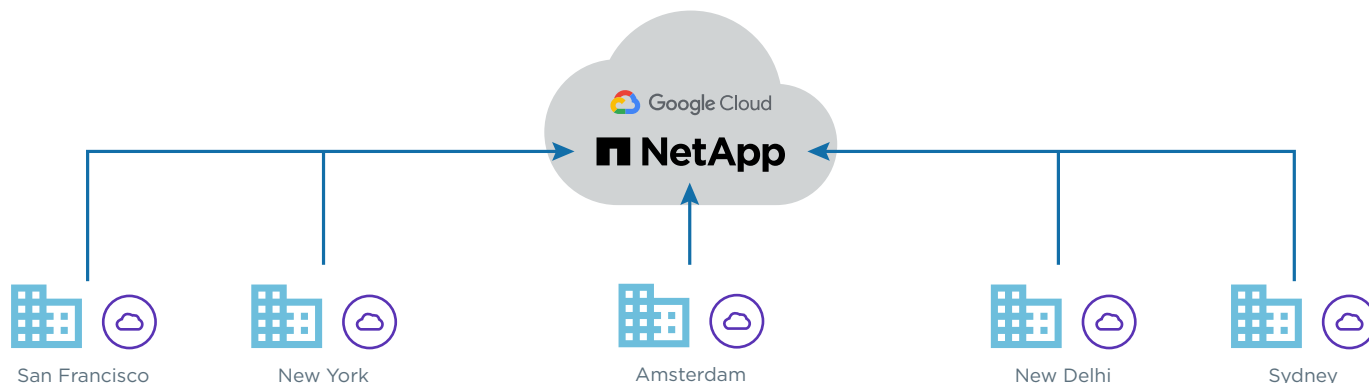 Google Cloud
NetApp
San Francisco
New York
Amsterdam
New Delhi
Sydney